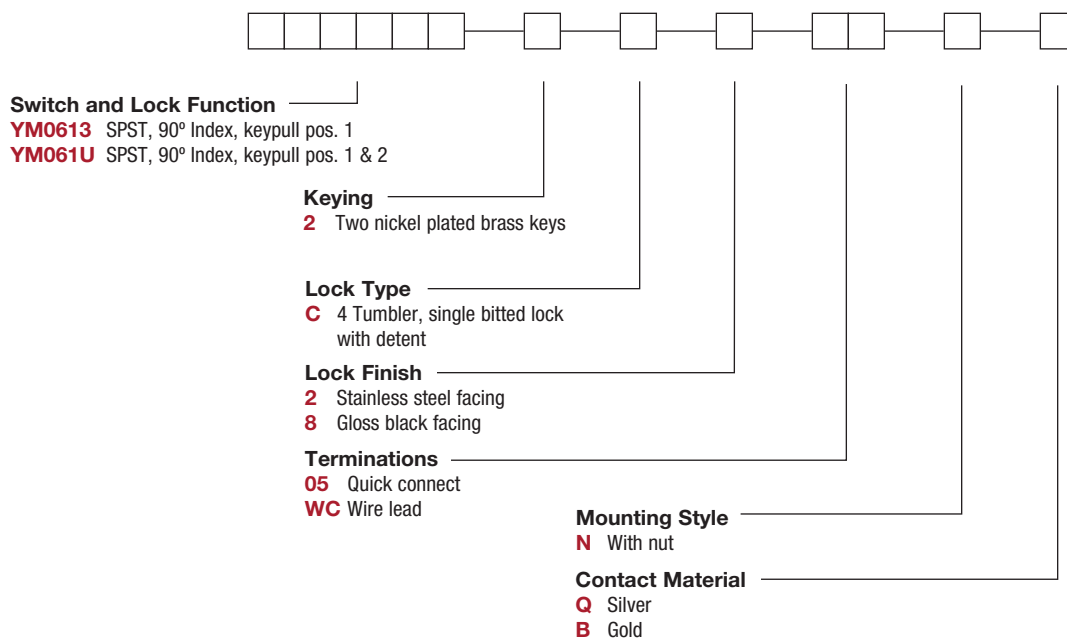 Switch and Lock Function
YM0613 SPST, 90º Index, keypull pos. 1
YM061U SPST, 90º Index, keypull pos. 1 & 2
Keying
2 Two nickel plated brass keys
Lock Type
C 4 Tumbler, single bitted lock
with detent
Lock Finish
2 Stainless steel facing
8 Gloss black facing
Terminations
05 Quick connect
WC Wire lead
Mounting Style
N With nut
Contact Material
Q Silver
B Gold